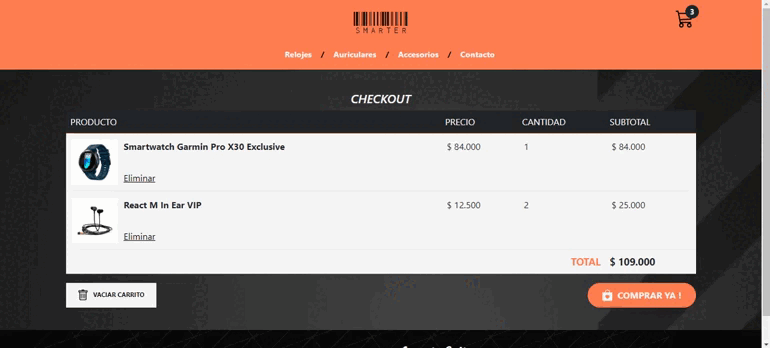 3
SMARTER
Relojes / Auriculares / Accesorios / Contacto
CHECKOUT
PRODUCTO PRECIO CANTIDAD SUBTOTAL
Smartwatch Garmin Pro X30 Exclusive $ 84.000 1 $ 84.000
Eliminar
React M In Ear VIP $ 12.500 2 $ 25.000
Eliminar
TOTAL $ 109.000
VACIAR CARRITO COMPRAR YA !